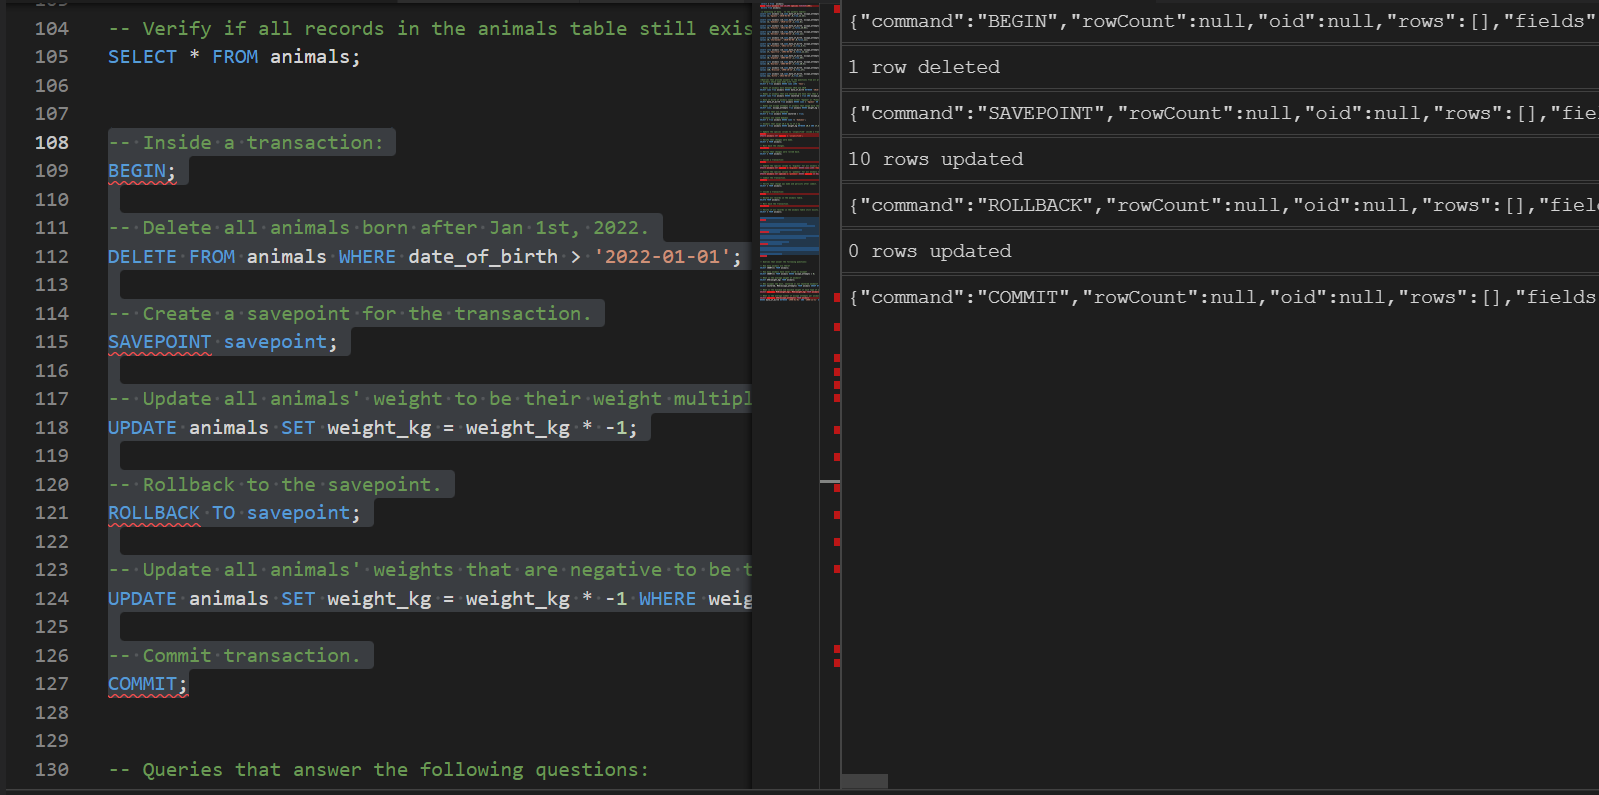 104 -- Verify if all records in the animals table still exis
105 SELECT * FROM animals;
106
107
108 -- Inside a transaction:
109 BEGIN;
110
111 -- Delete all animals born after Jan 1st, 2022.
112 DELETE FROM animals WHERE date_of_birth > '2022-01-01';
113
114 -- Create a savepoint for the transaction.
115 SAVEPOINT savepoint;
116
117 -- Update all animals' weight to be their weight multipl
118 UPDATE animals SET weight_kg = weight_kg * -1;
119
120 -- Rollback to the savepoint.
121 ROLLBACK TO savepoint;
122
123 -- Update all animals' weights that are negative to be t
124 UPDATE animals SET weight_kg = weight_kg * -1 WHERE weig
125
126 -- Commit transaction.
127 COMMIT;
128
129
130 -- Queries that answer the following questions:
{"command":"BEGIN","rowCount":null,"oid":null,"rows":[],"fields"
1 row deleted
{"command":"SAVEPOINT","rowCount":null,"oid":null,"rows":[],"fie
10 rows updated
{"command":"ROLLBACK","rowCount":null,"oid":null,"rows":[],"fiel
0 rows updated
{"command":"COMMIT","rowCount":null,"oid":null,"rows":[],"fields